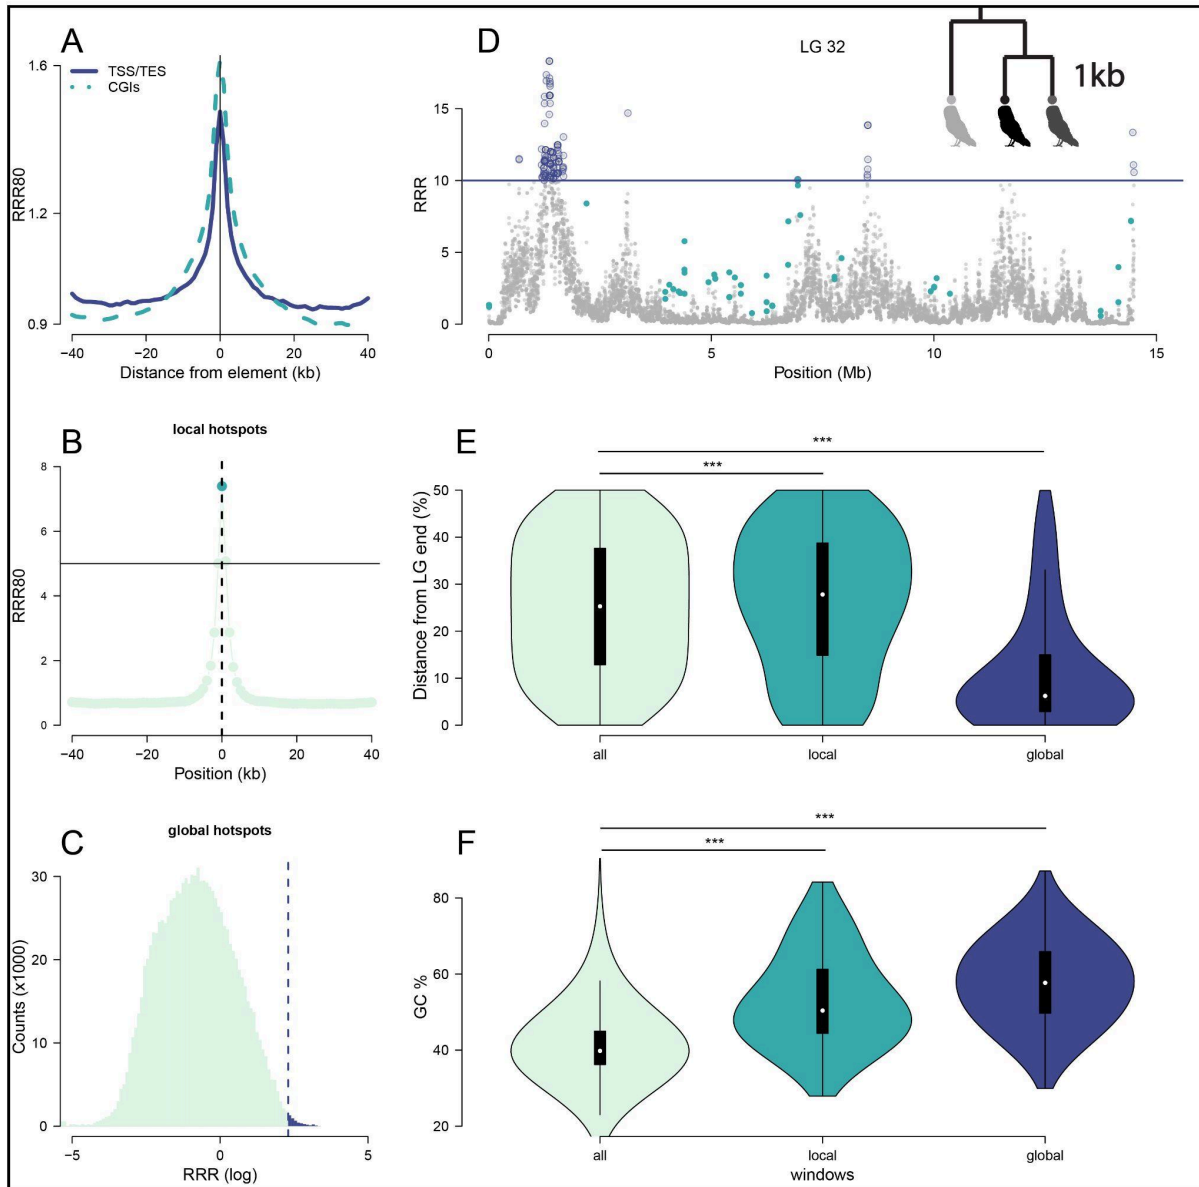 A
1.6
1.2
0.9
RRR80
TSS/TES
CGIs
−40
−20
0
20
40
Distance from element (kb)
D
LG 32
1kb
15
10
5
0
RRR
0
5
10
15
Position (Mb)
B
local hotspots
8
6
4
2
0
RRR80
−40
−20
0
20
40
Position (kb)
E
***
***
50
40
30
20
10
0
Distance from LG end (%)
all
local
global
C
global hotspots
30
20
10
0
Counts (x1000)
−5
0
5
RRR (log)
F
***
***
80
60
40
20
GC %
all
local
global
windows